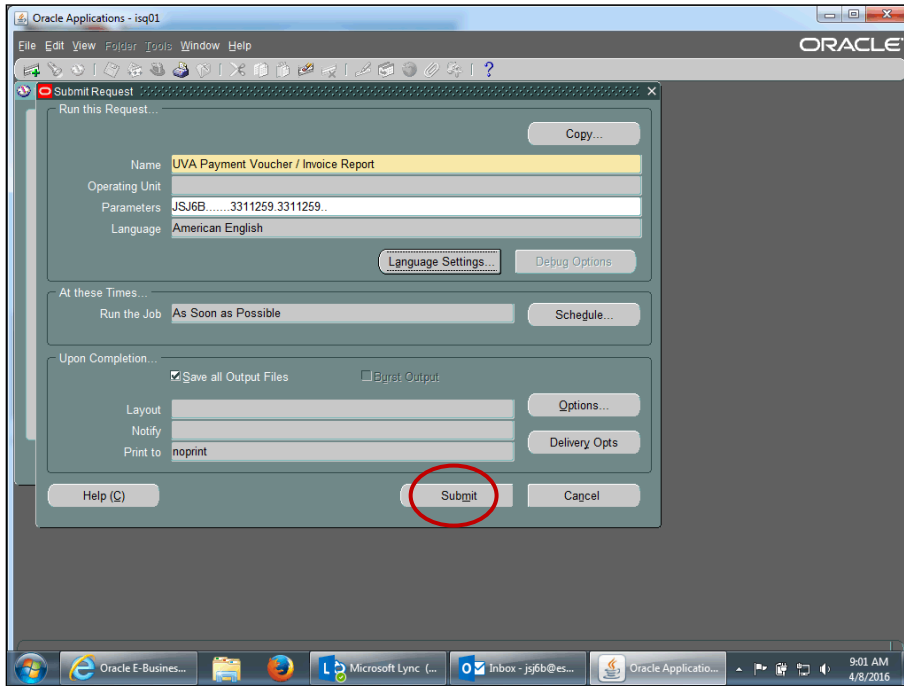 Oracle Applications - isq01
File Edit View Folder Tools Window Help
ORACLE
Submit Request
Run this Request...
Copy...
Name UVA Payment Voucher / Invoice Report
Operating Unit
Parameters JSJ6B.......3311259.3311259..
Language American English
Language Settings... Debug Options
At these Times...
Run the Job As Soon as Possible Schedule...
Upon Completion...
Save all Output Files Burst Output
Layout Options...
Notify
Print to noprint Delivery Opts
Help (C) Submit Cancel
Oracle E-Busines... Microsoft Lync (... Inbox - jsj6b@es... Oracle Applicatio... 9:01 AM
4/8/2016